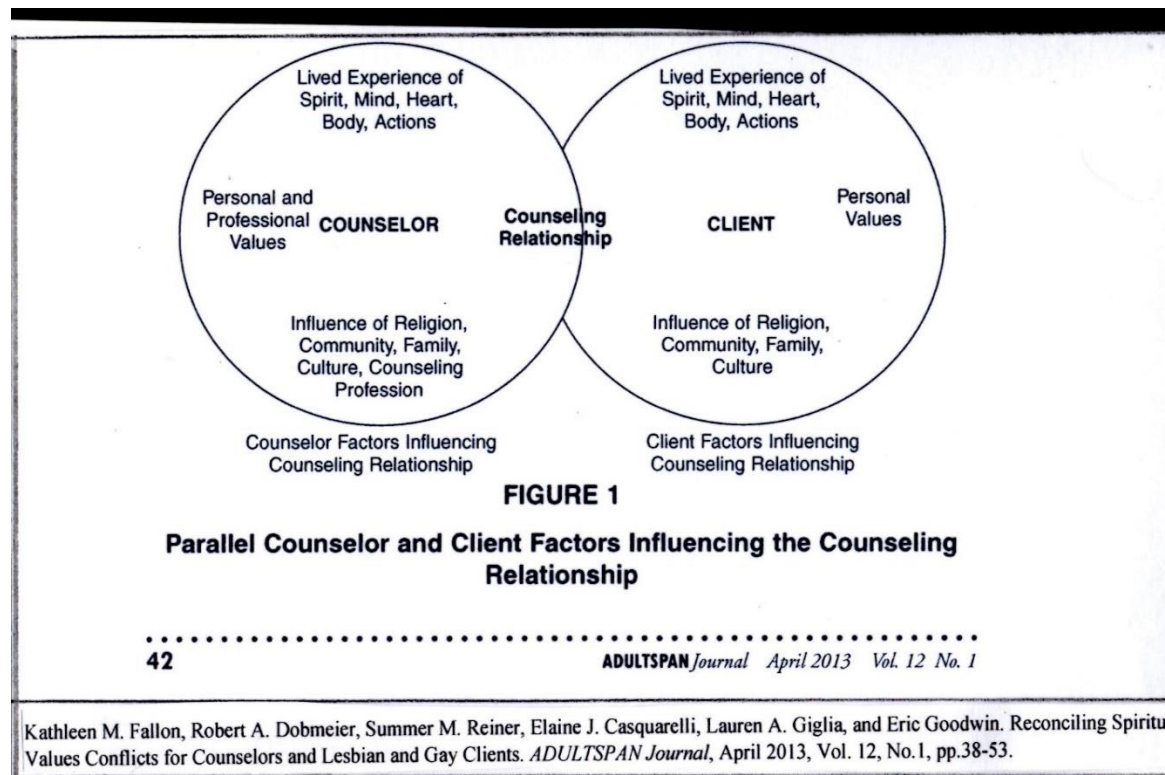 Lived Experience of
Spirit, Mind, Heart,
Body, Actions
Personal and
Professional
Values
COUNSELOR
Influence of Religion,
Community, Family,
Culture, Counseling
Profession
Counseling
Relationship
Lived Experience of
Spirit, Mind, Heart,
Body, Actions
CLIENT
Personal
Values
Influence of Religion,
Community, Family,
Culture
Counselor Factors Influencing
Counseling Relationship
Client Factors Influencing
Counseling Relationship
FIGURE 1
Parallel Counselor and Client Factors Influencing the Counseling
Relationship
42
ADULTSPAN Journal April 2013 Vol. 12 No. 1
Kathleen M. Fallon, Robert A. Dobmeier, Summer M. Reiner, Elaine J. Casquarelli, Lauren A. Giglia, and Eric Goodwin. Reconciling Spiritu
Values Conflicts for Counselors and Lesbian and Gay Clients. ADULTSPAN Journal, April 2013, Vol. 12, No.1, pp.38-53.